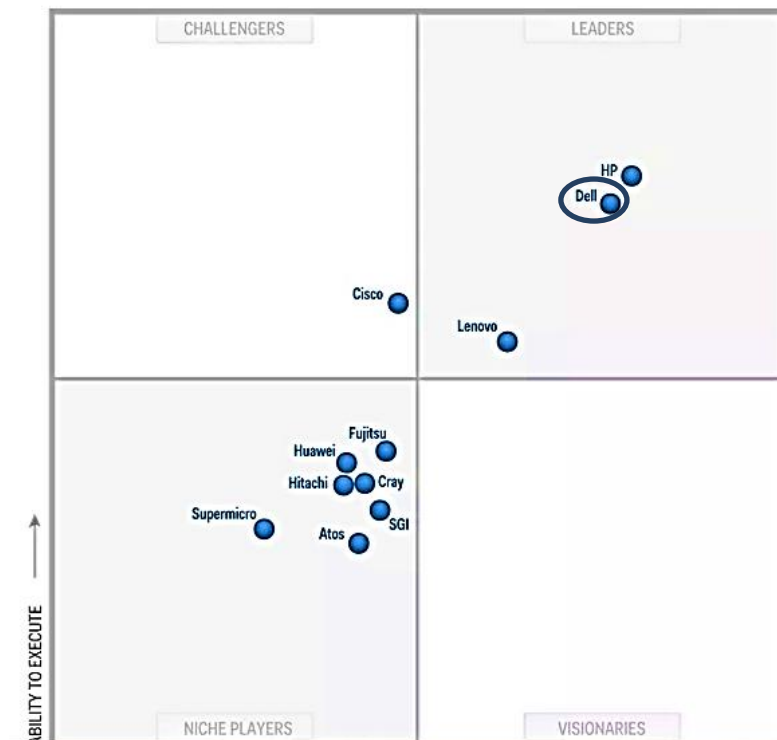 CHALLENGERS
LEADERS
HP
Dell
Cisco
Lenovo
Fujitsu
Huawei
Hitachi
Cray
Supermicro
SGI
Atos
ABILITY TO EXECUTE
NICHE PLAYERS
VISIONARIES